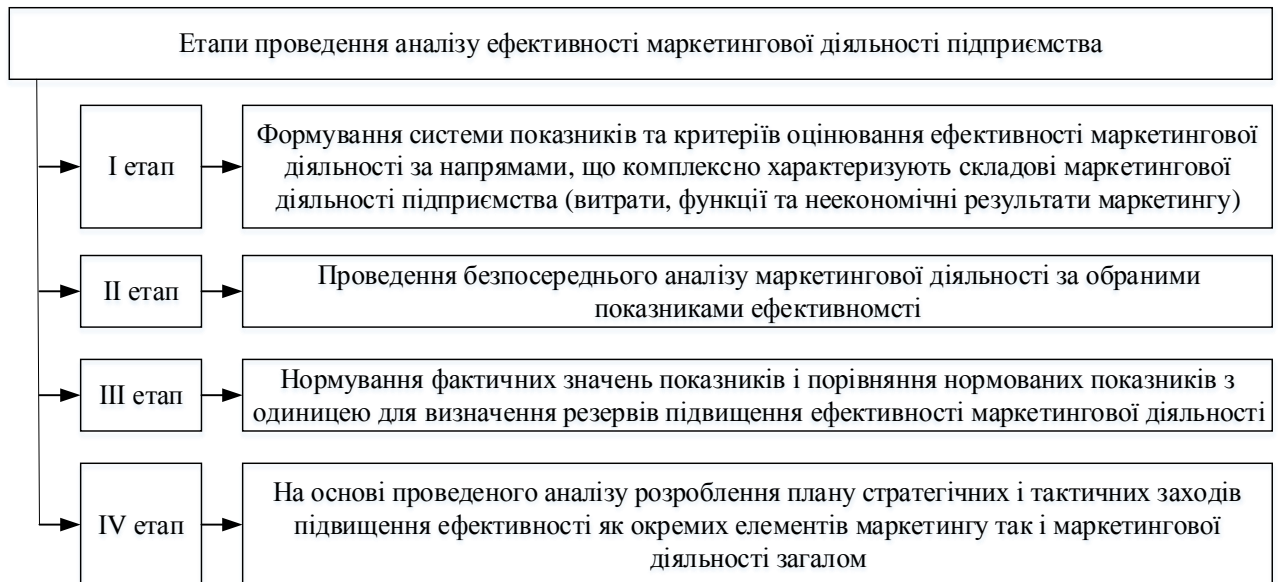 Етапи проведення аналізу ефективності маркетингової діяльності підприємства
І етап
Формування системи показників та критеріїв оцінювання ефективності маркетингової
діяльності за напрямами, що комплексно характеризують складові маркетингової
діяльності підприємства (витрати, функції та неекономічні результати маркетингу)
ІІ етап
Проведення безпосереднього аналізу маркетингової діяльності за обраними
показниками ефективномсті
ІІІ етап
Нормування фактичних значень показників і порівняння нормованих показників з
одиницею для визначення резервів підвищення ефективності маркетингової діяльності
IV етап
На основі проведеного аналізу розроблення плану стратегічних і тактичних заходів
підвищення ефективності як окремих елементів маркетингу так і маркетингової
діяльності загалом